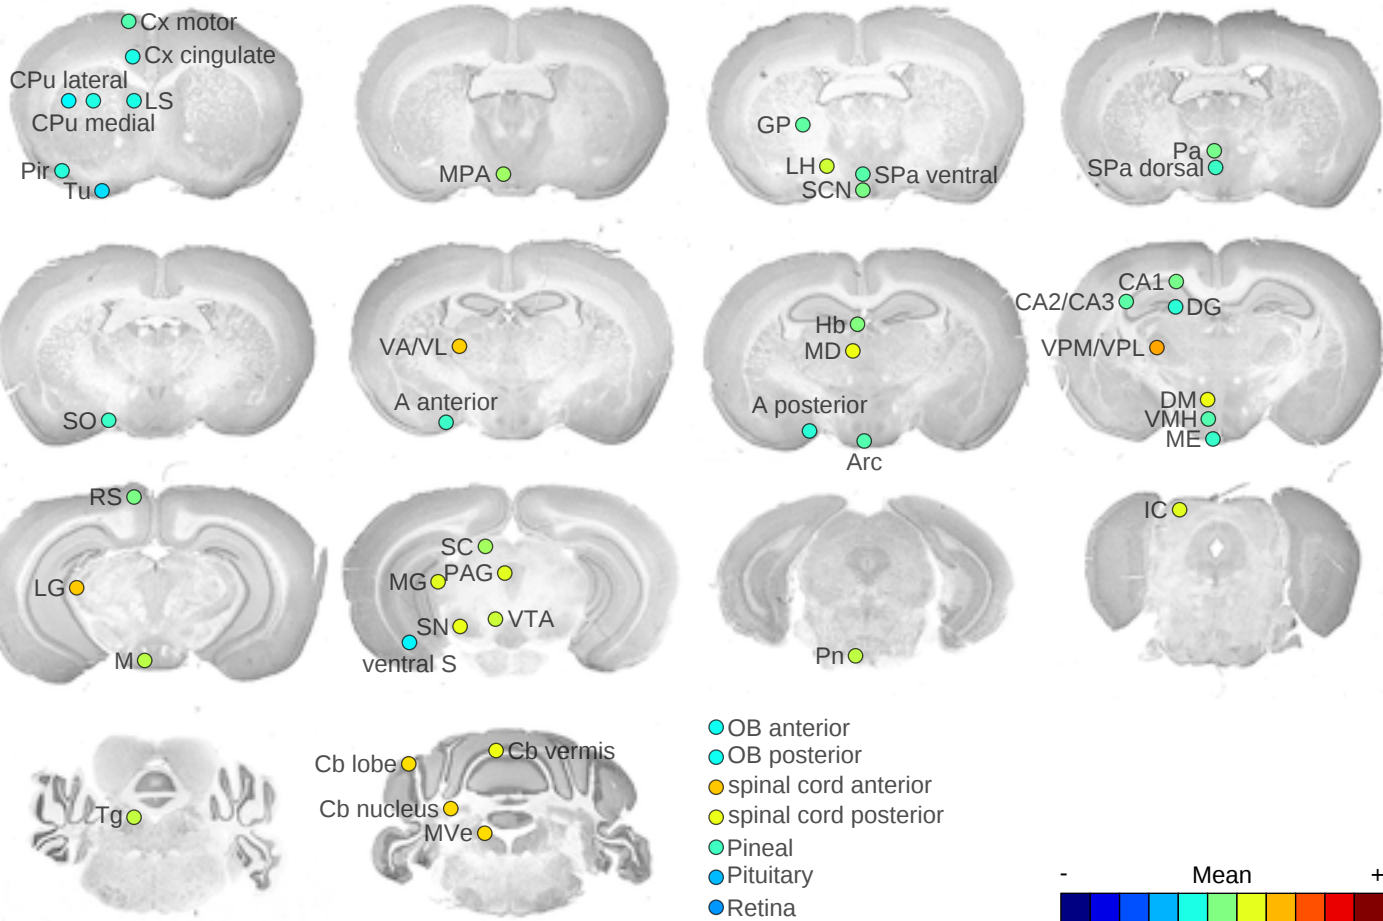 Cx motor
Cx cingulate
CPu lateral
LS
CPu medial
Pir
Tu
MPA
GP
LH
SPa ventral
SCN
Pa
SPa dorsal
SO
VA/VL
A anterior
Hb
MD
A posterior
Arc
CA1
CA2/CA3
DG
VPM/VPL
DM
VMH
ME
RS
LG
M
SC
MG
PAG
SN
VTA
ventral S
Pn
IC
Tg
Cb lobe
Cb vermis
Cb nucleus
MVe
OB anterior
OB posterior
spinal cord anterior
spinal cord posterior
Pineal
Pituitary
Retina
- Mean +